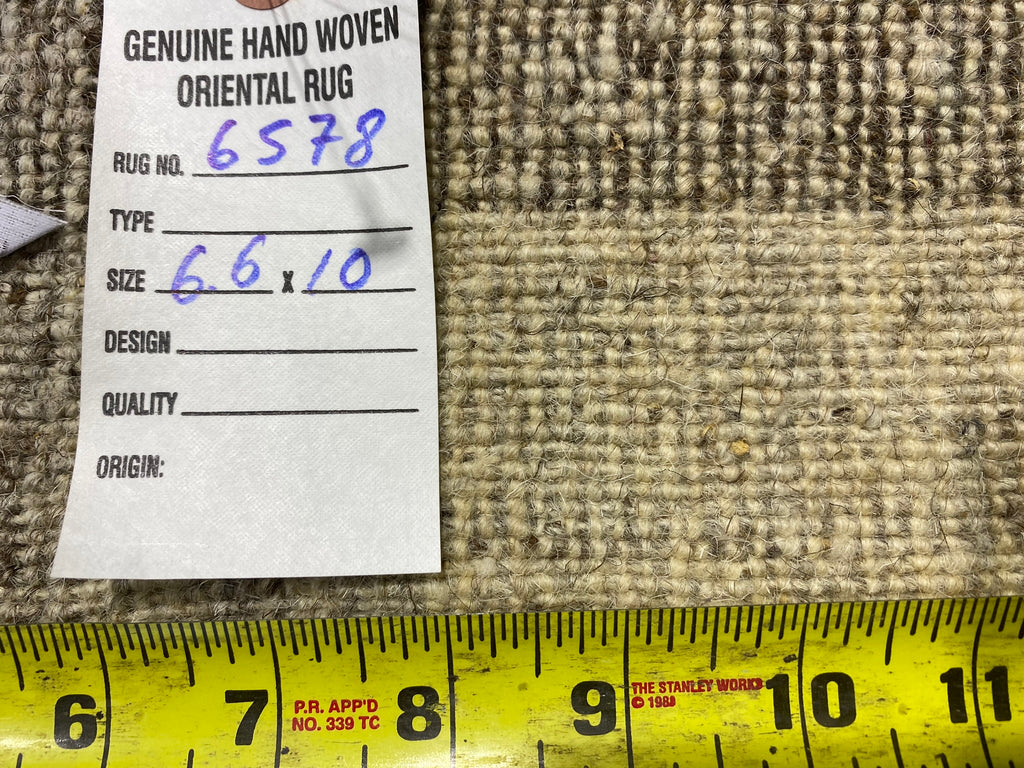 GENUINE HAND WOVEN
ORIENTAL RUG
RUG NO. 6578
TYPE
SIZE 6.6 X 10
DESIGN
QUALITY
ORIGIN:
6 7 8 9 10 11
P.R. APP'D
NO. 339 TC
THE STANLEY WORKS